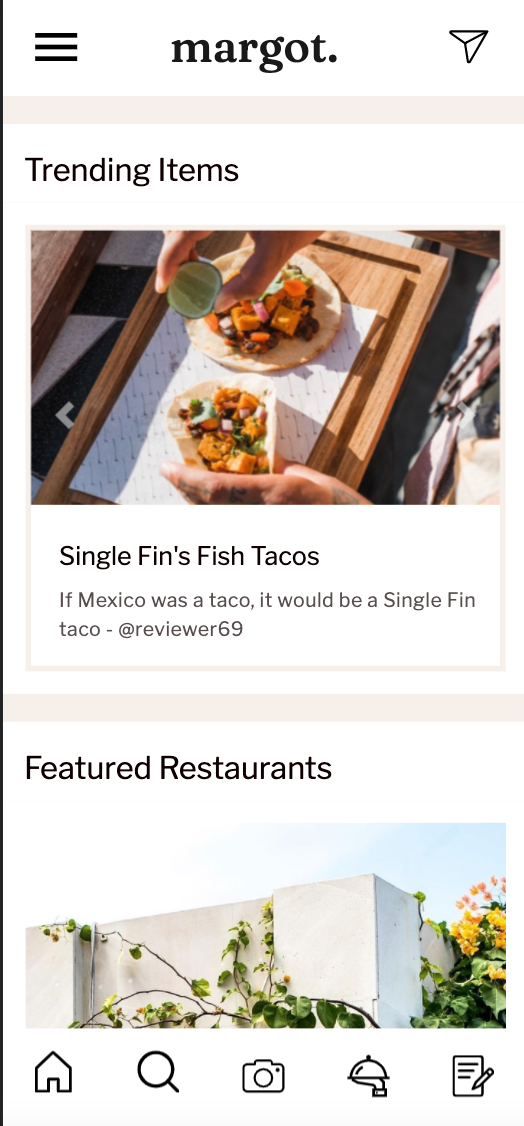 margot.
Trending Items
Single Fin's Fish Tacos
If Mexico was a taco, it would be a Single Fin
taco - @reviewer69
Featured Restaurants